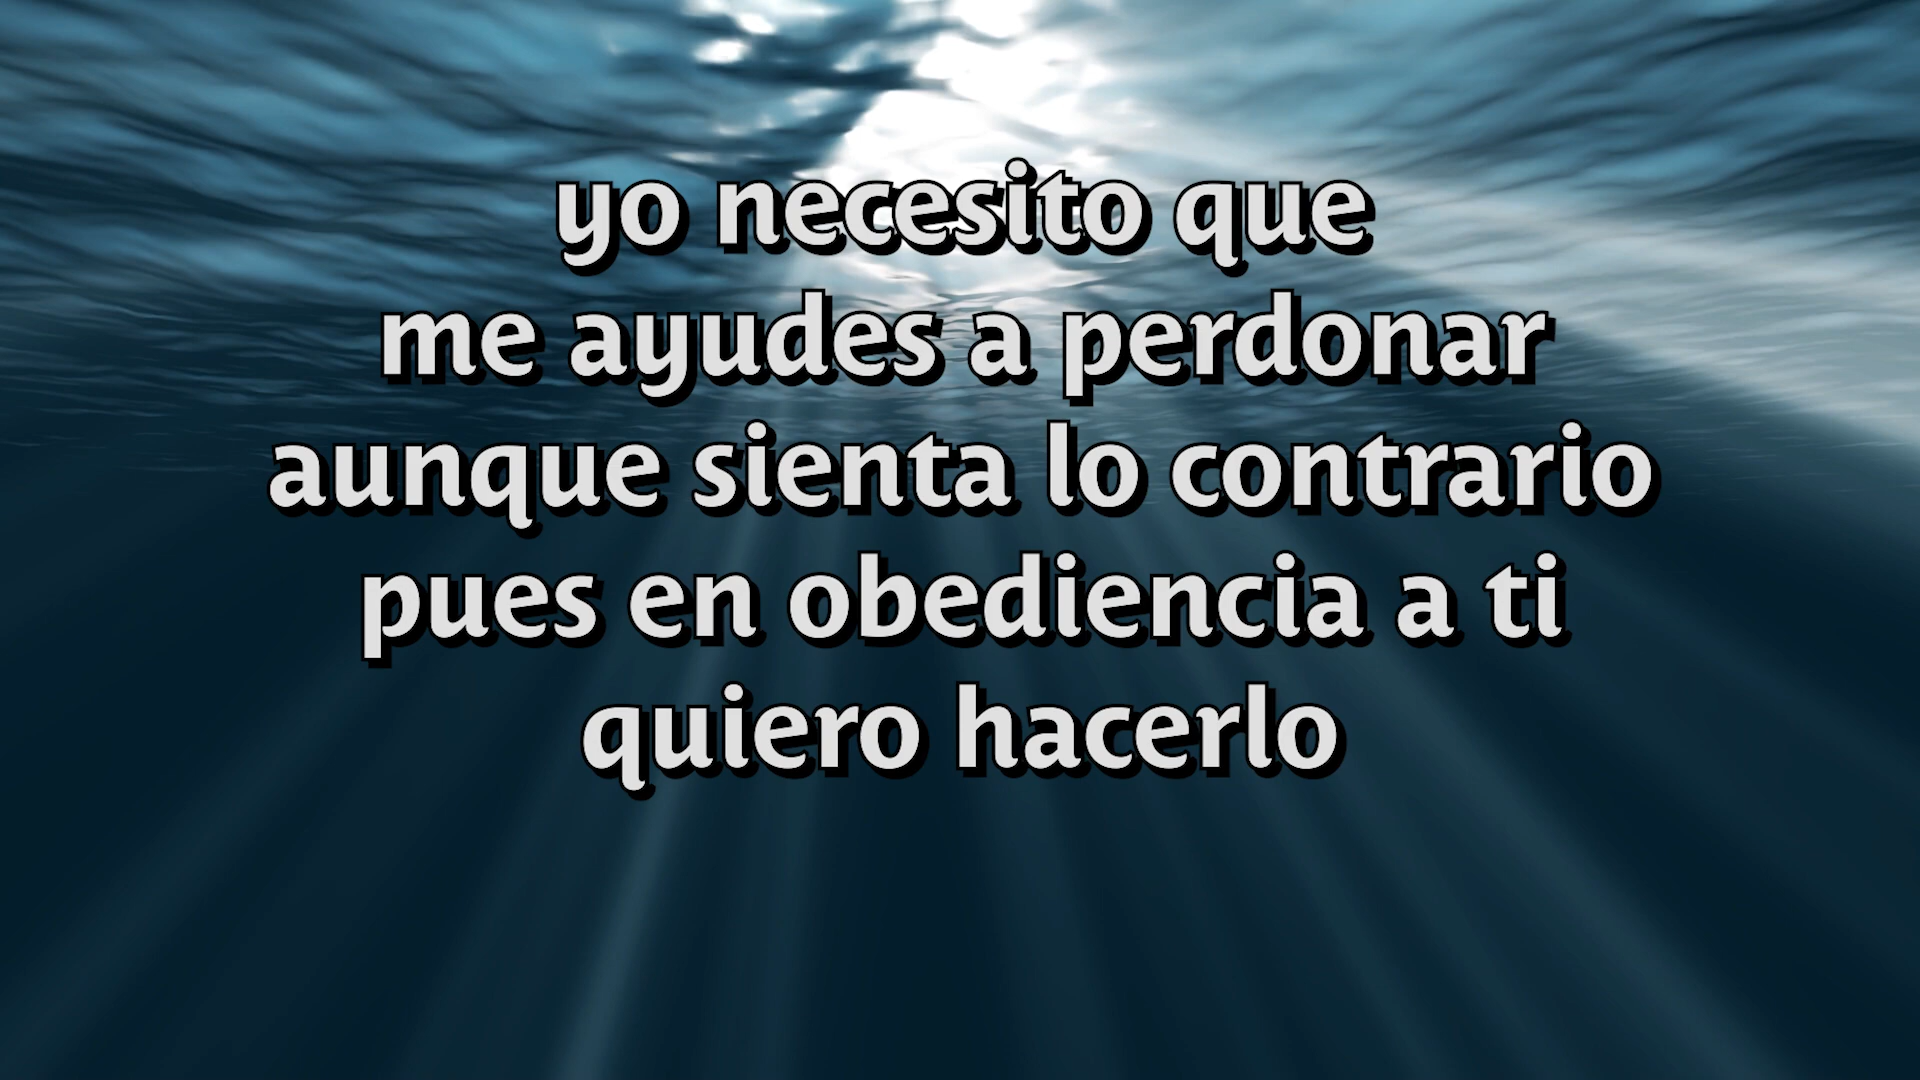 yo necesito que
me ayudes a perdonar
aunque sienta lo contrario
pues en obediencia a ti
quiero hacerlo